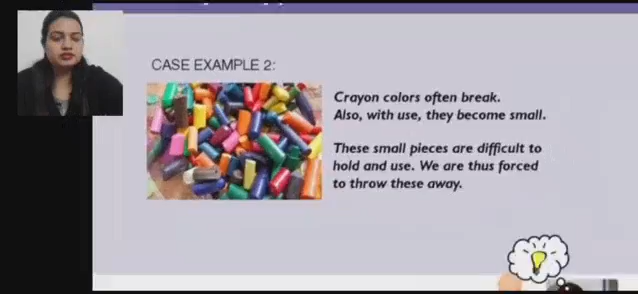 CASE EXAMPLE 2:
Crayon colors often break.
Also, with use, they become small.
These small pieces are difficult to
hold and use. We are thus forced
to throw these away.